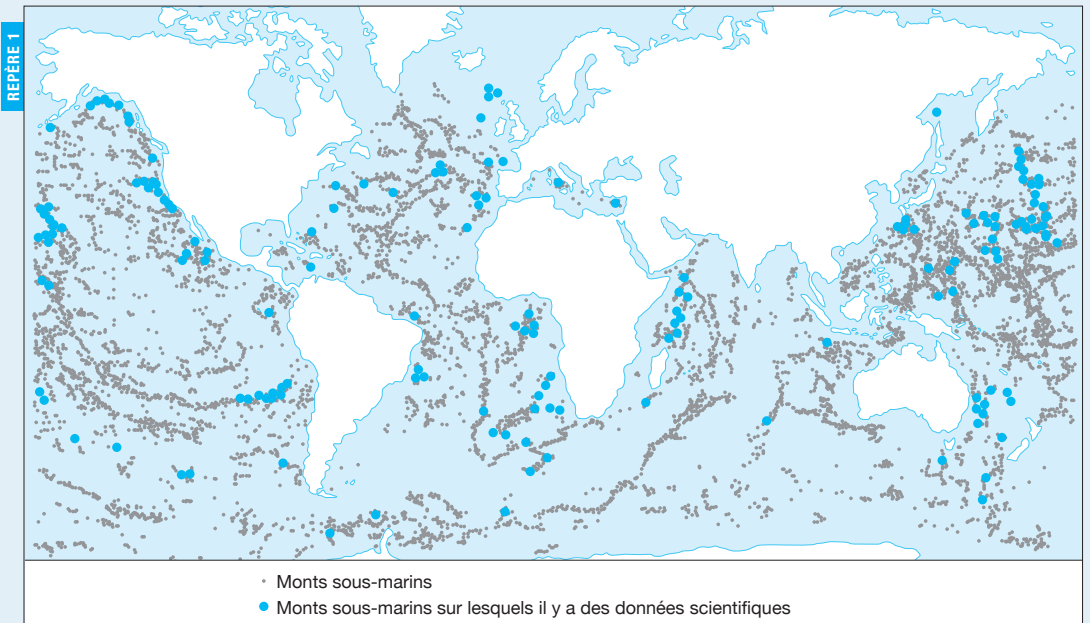 REPÈRE 1
Monts sous-marins
Monts sous-marins sur lesquels il y a des données scientifiques